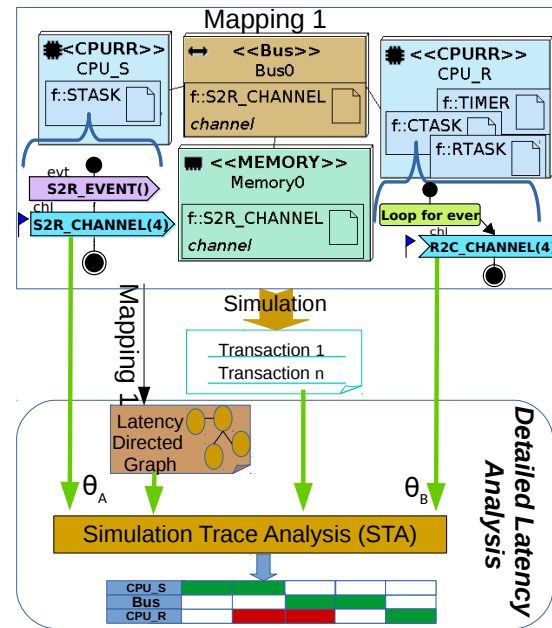 Mapping 1
<<CPURR>>
CPU_S
f::STASK
<<Bus>>
Bus0
f::S2R_CHANNEL
channel
<<CPURR>>
CPU_R
f::TIMER
f::CTASK
f::RTASK
<<MEMORY>>
Memory0
f::S2R_CHANNEL
channel
evt
S2R_EVENT()
chl
S2R_CHANNEL(4)
Loop for ever
chl
R2C_CHANNEL(4)
Mapping 1
Simulation
Transaction 1
Transaction n
Latency
Directed
Graph
Detailed Latency
Analysis
θA
θB
Simulation Trace Analysis (STA)
CPU_S
Bus
CPU_R